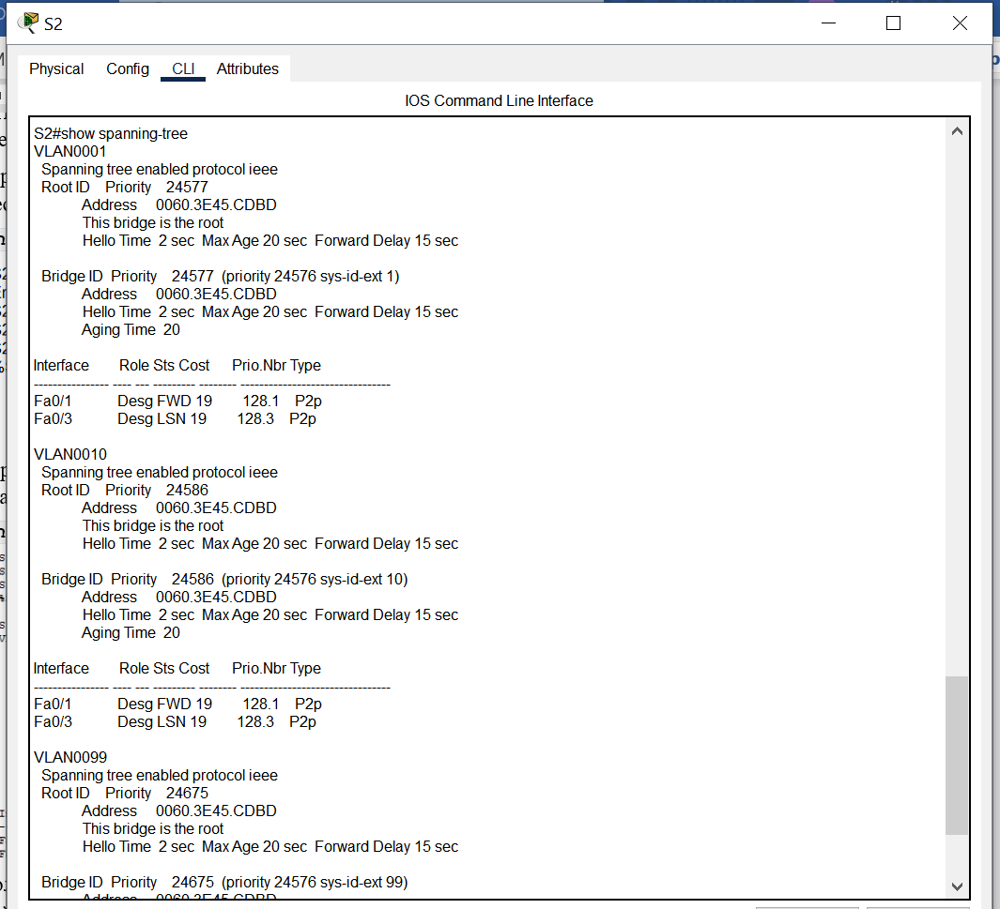 S2
Physical Config CLI Attributes
IOS Command Line Interface
S2#show spanning-tree
VLAN0001
Spanning tree enabled protocol ieee
Root ID Priority 24577
Address 0060.3E45.CDBD
This bridge is the root
Hello Time 2 sec Max Age 20 sec Forward Delay 15 sec
Bridge ID Priority 24577 (priority 24576 sys-id-ext 1)
Address 0060.3E45.CDBD
Hello Time 2 sec Max Age 20 sec Forward Delay 15 sec
Aging Time 20
Interface Role Sts Cost Prio.Nbr Type
---------------- ---- --- --------- -------- --------------------------------
Fa0/1 Desg FWD 19 128.1 P2p
Fa0/3 Desg LSN 19 128.3 P2p
VLAN0010
Spanning tree enabled protocol ieee
Root ID Priority 24586
Address 0060.3E45.CDBD
This bridge is the root
Hello Time 2 sec Max Age 20 sec Forward Delay 15 sec
Bridge ID Priority 24586 (priority 24576 sys-id-ext 10)
Address 0060.3E45.CDBD
Hello Time 2 sec Max Age 20 sec Forward Delay 15 sec
Aging Time 20
Interface Role Sts Cost Prio.Nbr Type
---------------- ---- --- --------- -------- --------------------------------
Fa0/1 Desg FWD 19 128.1 P2p
Fa0/3 Desg LSN 19 128.3 P2p
VLAN0099
Spanning tree enabled protocol ieee
Root ID Priority 24675
Address 0060.3E45.CDBD
This bridge is the root
Hello Time 2 sec Max Age 20 sec Forward Delay 15 sec
Bridge ID Priority 24675 (priority 24576 sys-id-ext 99)
Address 0060.3E45.CDBD